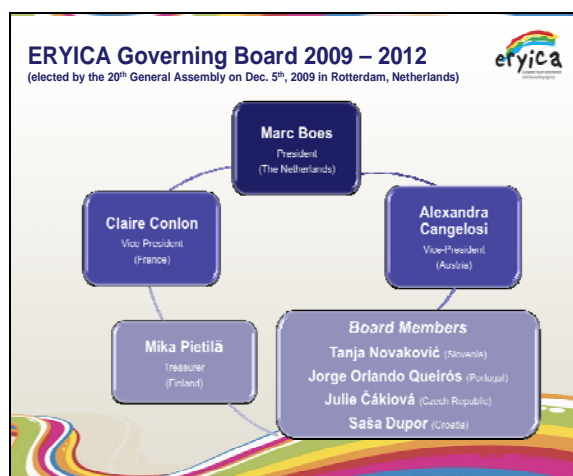 ERYICA Governing Board 2009 – 2012
(elected by the 20th General Assembly on Dec. 5th, 2009 in Rotterdam, Netherlands)
eryica
Marc Boes
President
(The Netherlands)
Claire Conlon
Vice President
(France)
Alexandra
Cangelosi
Vice-President
(Austria)
Mika Pietilä
Treasurer
(Finland)
Board Members
Tanja Novaković (Slovenia)
Jorge Orlando Queirós (Portugal)
Julie Čákiová (Czech Republic)
Saša Dupor (Croatia)